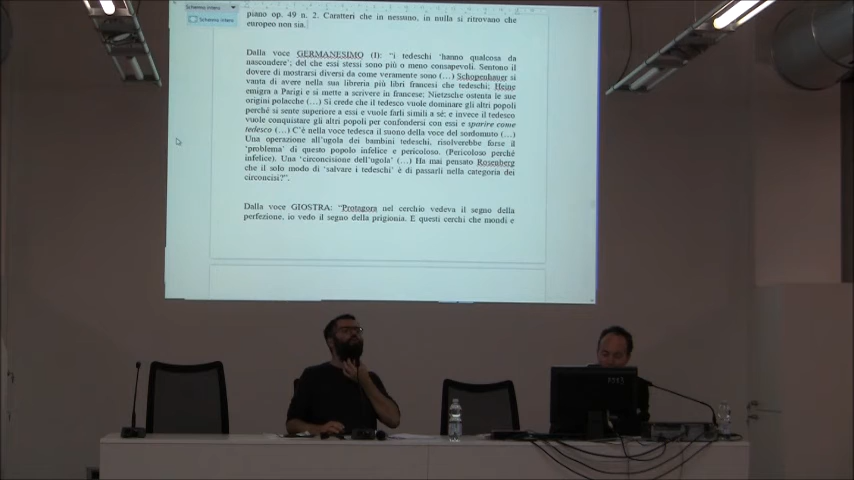 Schermo intero
Schermo intero
piano op. 49 n. 2. Caratteri che in nessuno, in nulla si ritrovano che
europeo non sia.
Dalla voce GERMANESIMO (I): “i tedeschi ‘hanno qualcosa da
nascondere’; del che essi stessi sono più o meno consapevoli. Sentono il
dovere di mostrarsi diversi da come veramente sono (…) Schopenhauer si
vanta di avere nella sua libreria più libri francesi che tedeschi; Heine
emigra a Parigi e si mette a scrivere in francese; Nietzsche ostenta le sue
origini polacche (…) Si crede che il tedesco vuole dominare gli altri popoli
perché si sente superiore a essi e vuole farli simili a sé; e invece il tedesco
vuole conquistare gli altri popoli per confondersi con essi e sparire come
tedesco (…) C’è nella voce tedesca il suono della voce del sordomuto (…)
Una operazione all’ugola dei bambini tedeschi, risolverebbe forse il
‘problema’ di questo popolo infelice e pericoloso. (Pericoloso perché
infelice). Una ‘circoncisione dell’ugola’ (…) Ha mai pensato Rosenberg
che il solo modo di ‘salvare i tedeschi’ è di passarli nella categoria dei
circoncisi?”.
Dalla voce GIOSTRA: “Protagora nel cerchio vedeva il segno della
perfezione, io vedo il segno della prigionia. E questi cerchi che mondi e